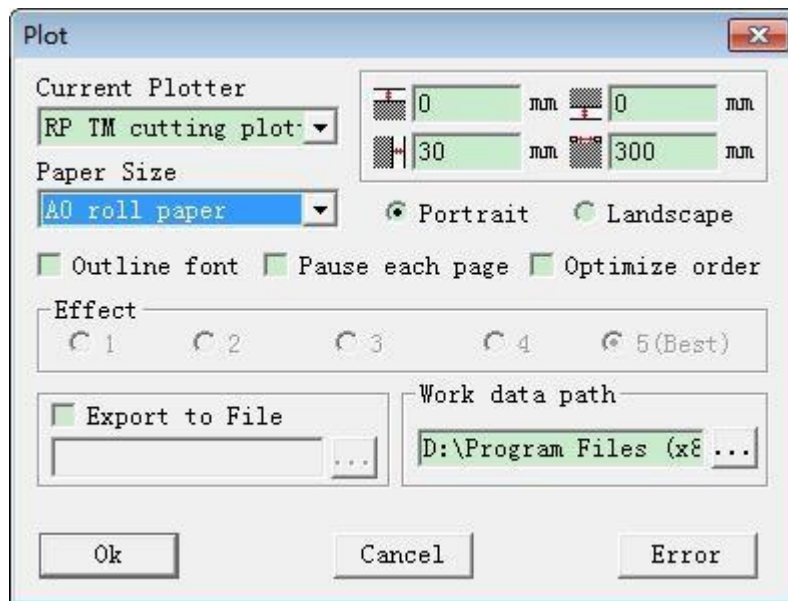 Plot
Current Plotter
RP TM cutting plot
Paper Size
A0 roll paper
0 mm 0 mm
30 mm 300 mm
Portrait Landscape
Outline font Pause each page Optimize order
Effect
1 2 3 4 5(Best)
Export to File
...
Work data path
D:\Program Files (x8 ...
Ok Cancel Error